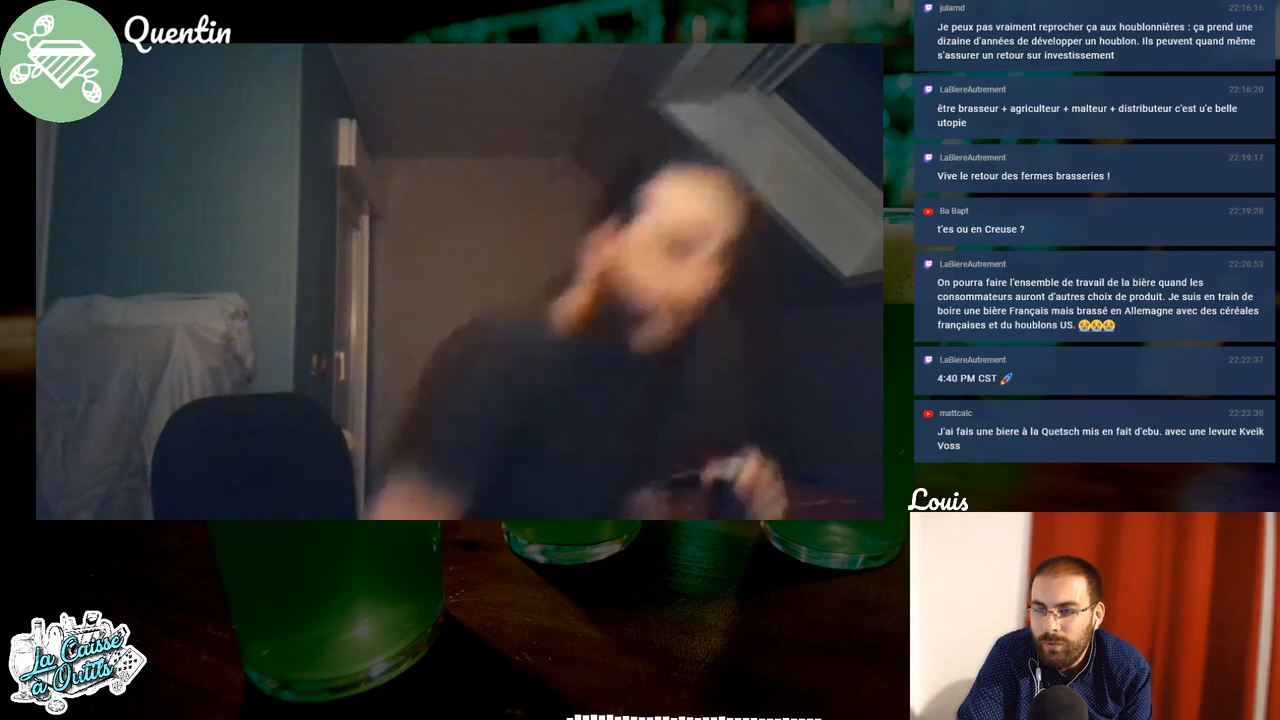 Quentin
julamd 22:16:16
Je peux pas vraiment reprocher ça aux houblonnières : ça prend une
dizaine d'années de développer un houblon. Ils peuvent quand même
s'assurer un retour sur investissement
LaBiereAutrement 22:16:20
être brasseur + agriculteur + malteur + distributeur c'est u'e belle
utopie
LaBiereAutrement 22:19:17
Vive le retour des fermes brasseries !
Ba Bapt 22:19:28
t'es ou en Creuse ?
LaBiereAutrement 22:20:53
On pourra faire l'ensemble de travail de la bière quand les
consommateurs auront d'autres choix de produit. Je suis en train de
boire une bière Français mais brassé en Allemagne avec des céréales
françaises et du houblons US. 😭😭😭
LaBiereAutrement 22:22:37
4:40 PM CST 🚀
mattcalc 22:23:30
J'ai fais une biere à la Quetsch mis en fait d'ebu. avec une levure Kveik
Voss
Louis
La Caisse
à Outils